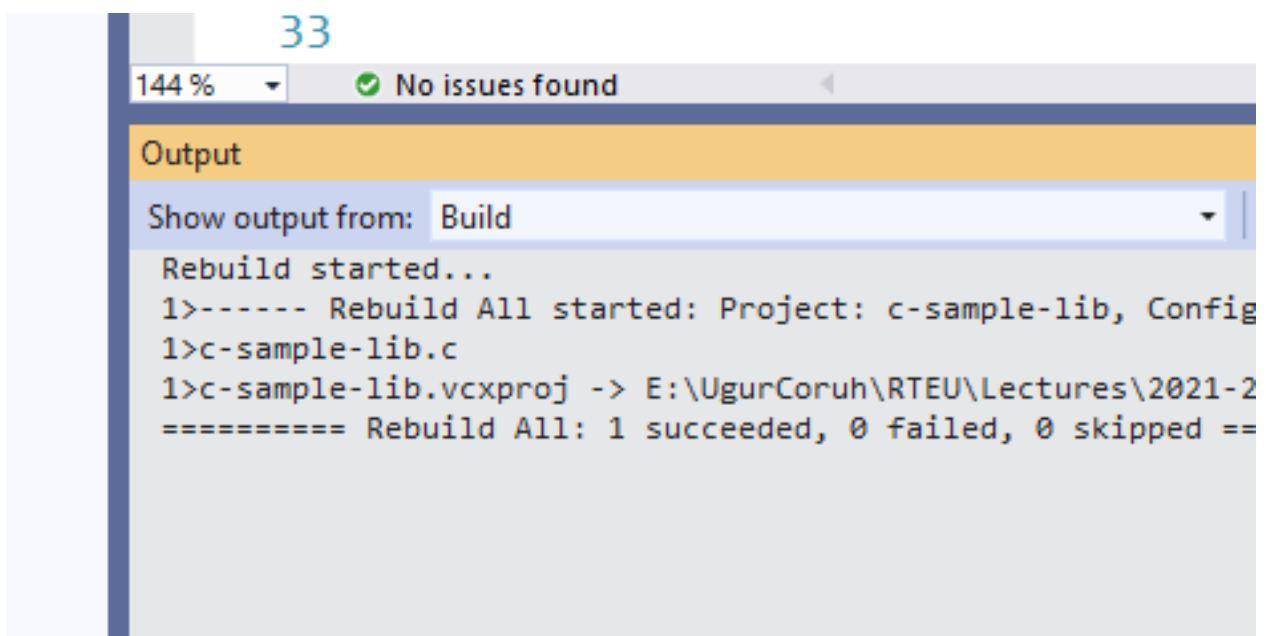 33
144 % No issues found
Output
Show output from: Build
Rebuild started...
1>------ Rebuild All started: Project: c-sample-lib, Config
1>c-sample-lib.c
1>c-sample-lib.vcxproj -> E:\UgurCoruh\RTEU\Lectures\2021-2
========== Rebuild All: 1 succeeded, 0 failed, 0 skipped ==